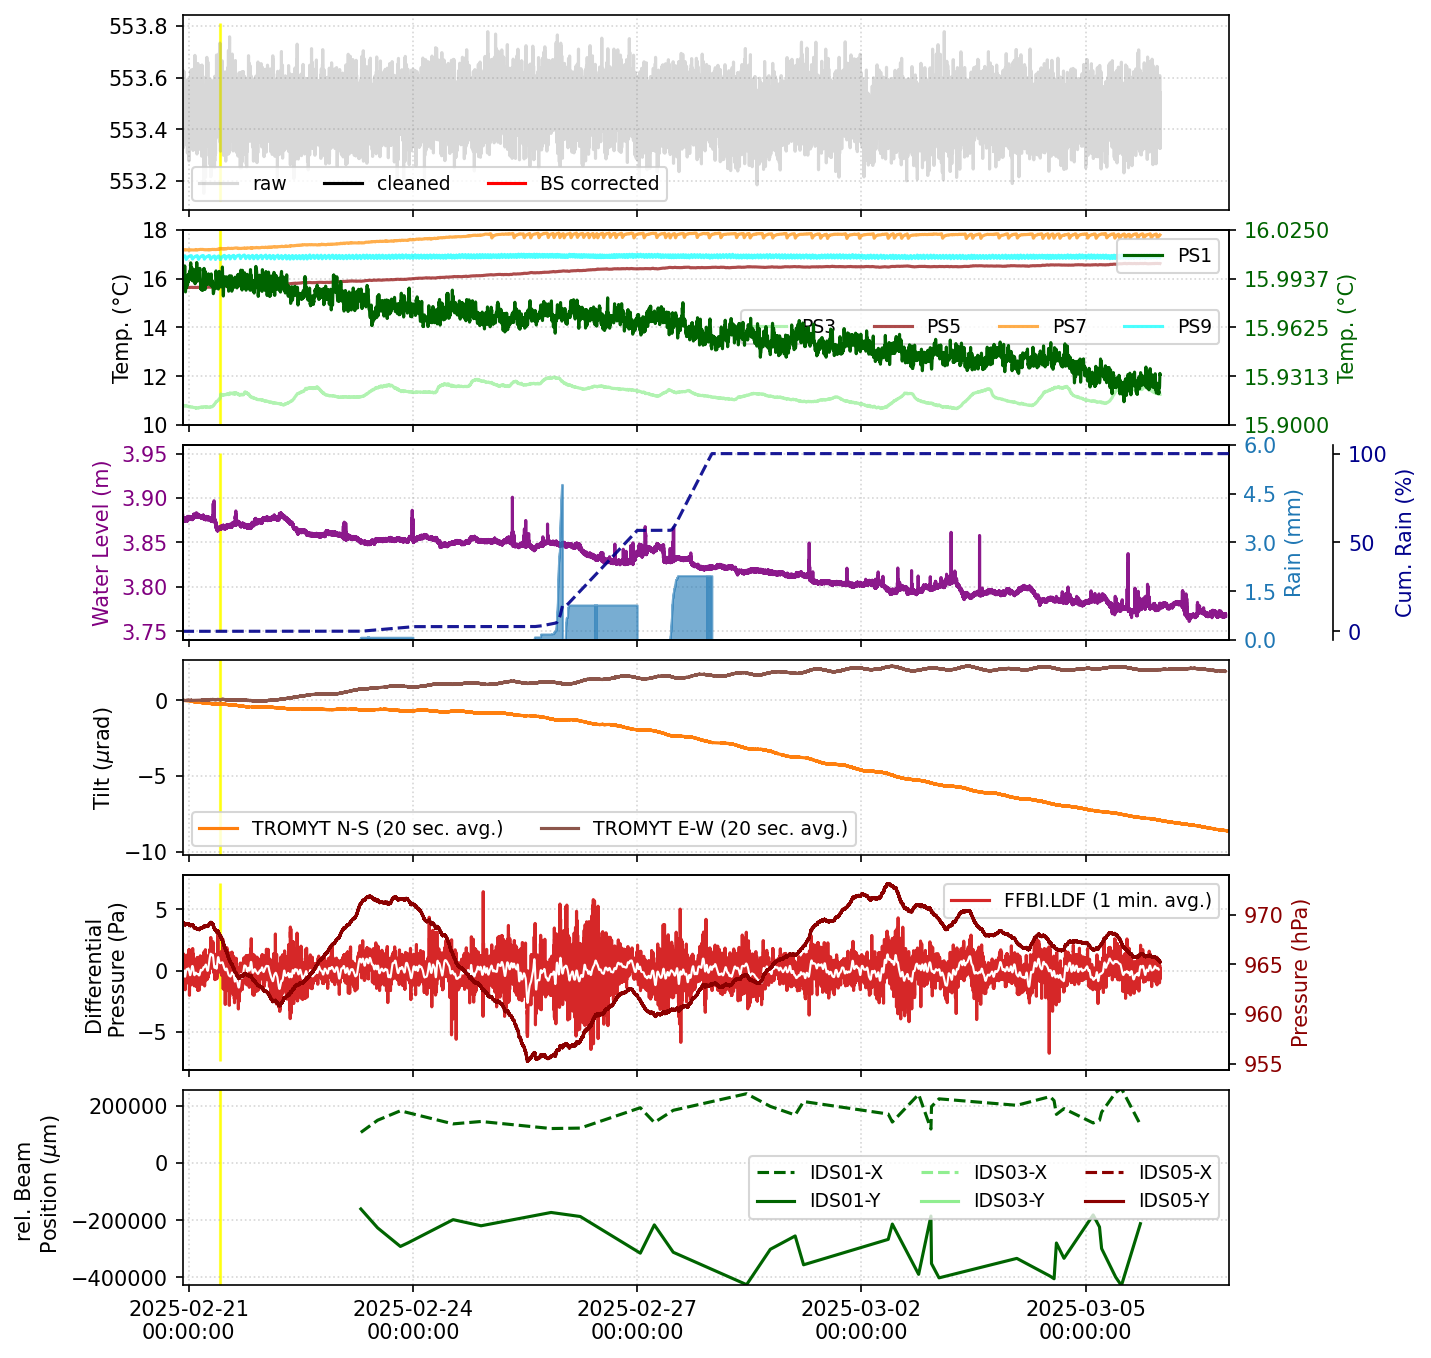 553.8
553.6
553.4
553.2
raw cleaned BS corrected
18
16
14
12
10
Temp. (°C)
PS1
PS3 PS5 PS7 PS9
16.0250
15.9937
15.9625
15.9313
15.9000
Temp. (°C)
3.95
3.90
3.85
3.80
3.75
Water Level (m)
6.0
4.5
3.0
1.5
0.0
Rain (mm)
100
50
0
Cum. Rain (%)
0
−5
−10
Tilt (μrad)
TROMYT N-S (20 sec. avg.) TROMYT E-W (20 sec. avg.)
5
0
−5
Differential
Pressure (Pa)
FFBI.LDF (1 min. avg.)
970
965
960
955
Pressure (hPa)
200000
0
−200000
−400000
rel. Beam
Position (μm)
IDS01-X IDS03-X IDS05-X
IDS01-Y IDS03-Y IDS05-Y
2025-02-21 2025-02-24 2025-02-27 2025-03-02 2025-03-05
00:00:00 00:00:00 00:00:00 00:00:00 00:00:00